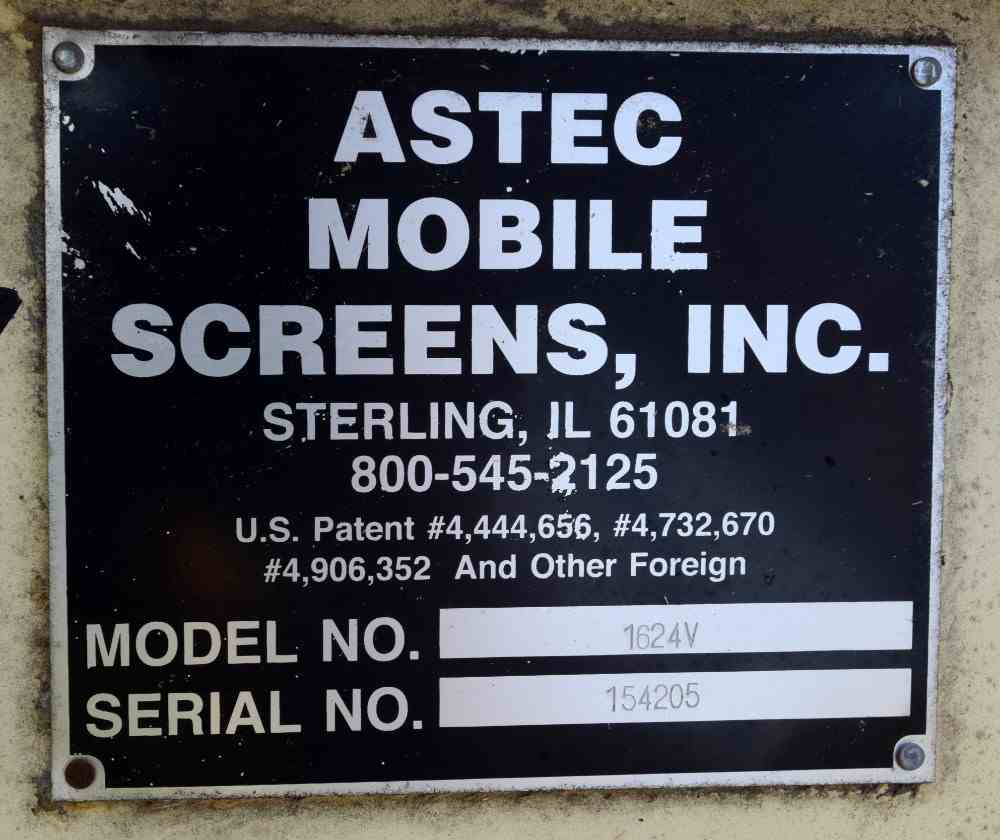 ASTEC
MOBILE
SCREENS, INC.
STERLING, IL 61081
800-545-2125
U.S. Patent #4,444,656, #4,732,670
#4,906,352 And Other Foreign
MODEL NO. 1624V
SERIAL NO. 154205